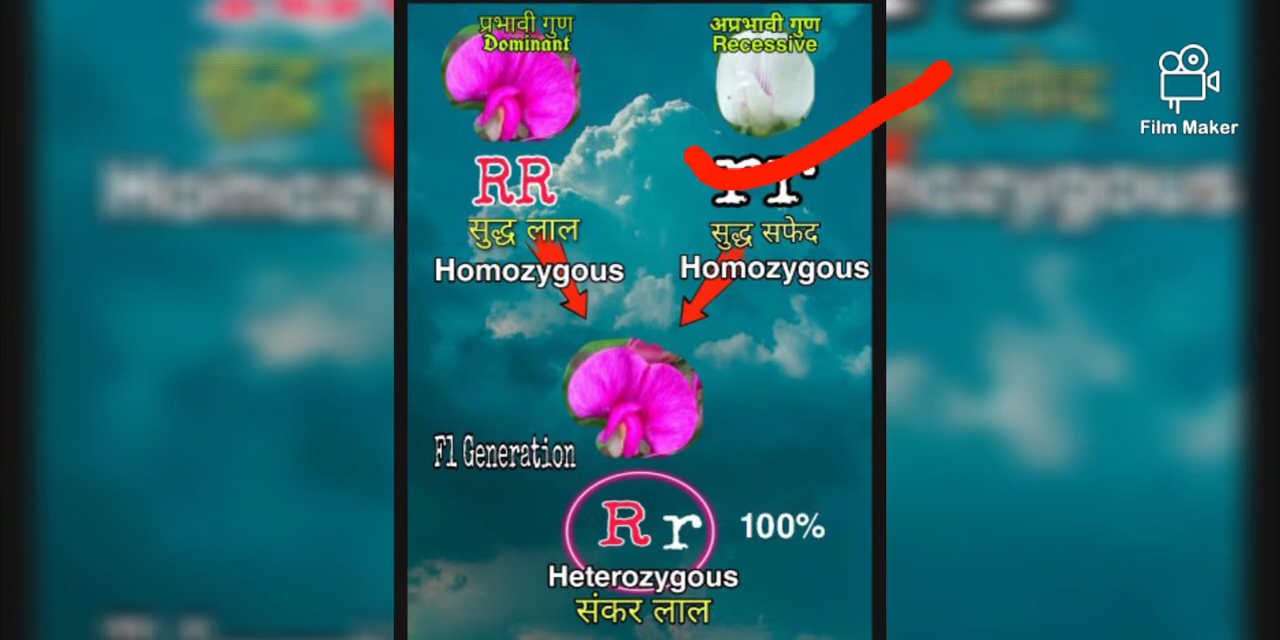 प्रभावी गुण
Dominant
अप्रभावी गुण
Recessive
Film Maker
RR
rr
सुद्ध लाल
सुद्ध सफेद
Homozygous
Homozygous
F1 Generation
R r
100%
Heterozygous
संकर लाल